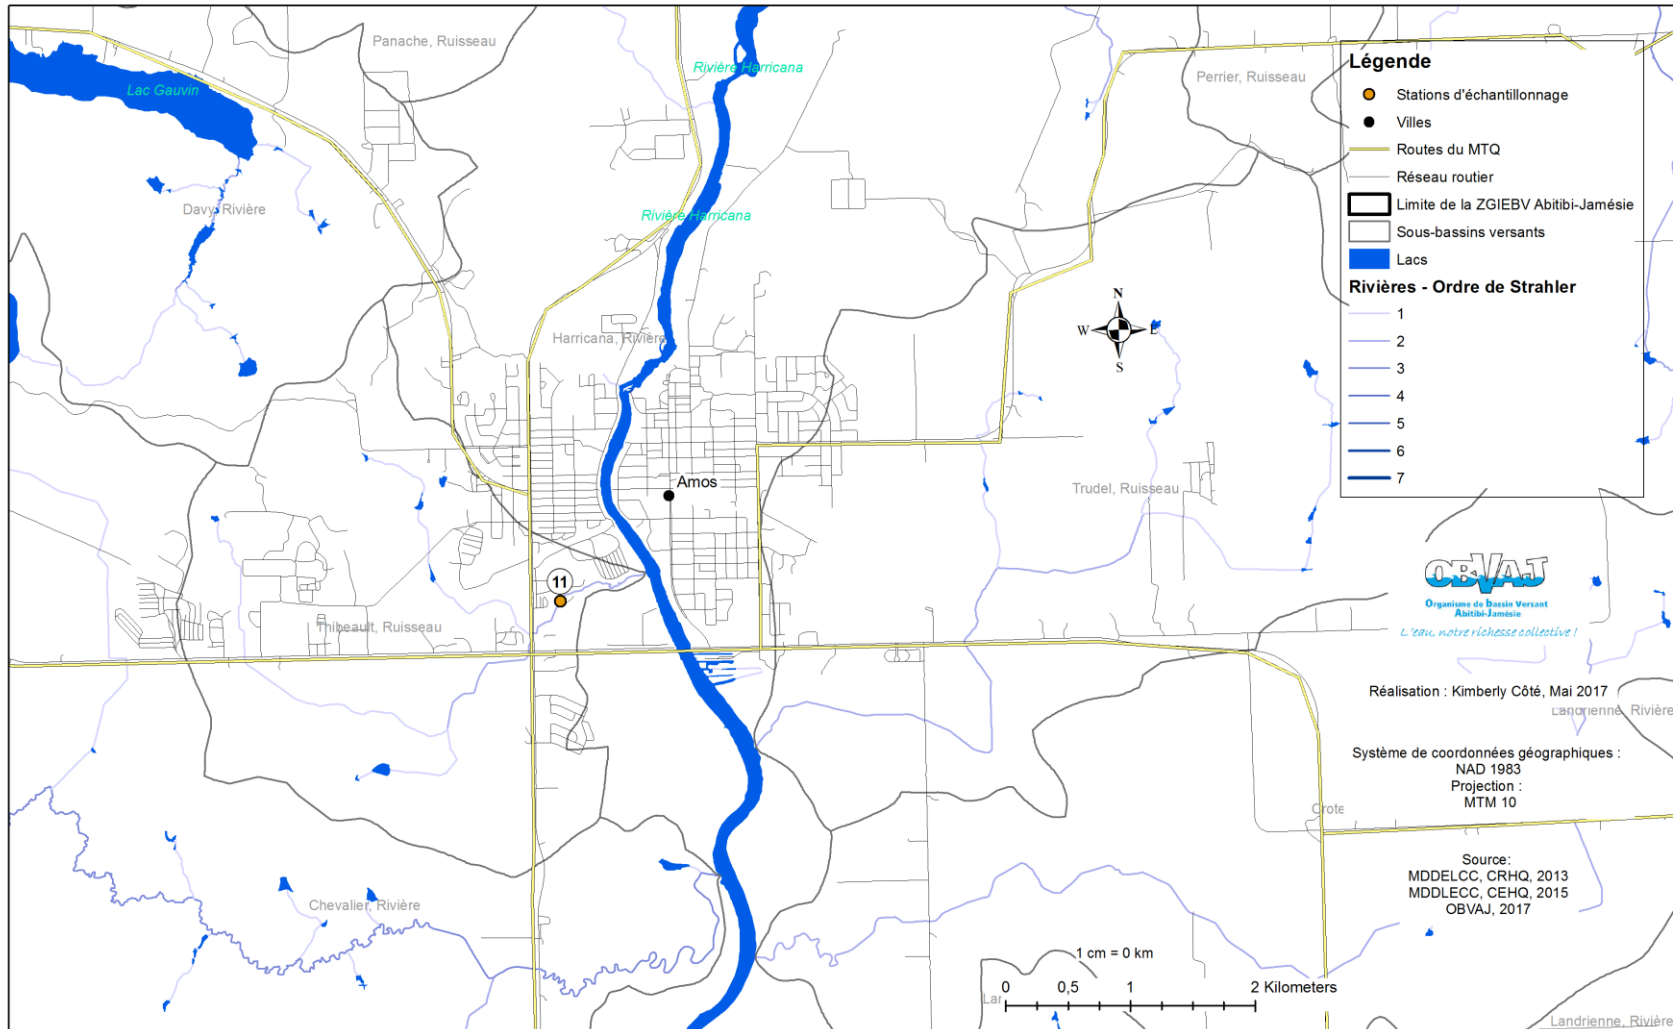 Panache, Ruisseau
Rivière Harricana
Perrier, Ruisseau
Lac Gauvin
Davy, Rivière
Rivière Harricana
Harricana, Rivière
Amos
Trudel, Ruisseau
11
Thibeault, Ruisseau
Chevalier, Rivière
N
W
E
S
Légende
Stations d'échantillonnage
Villes
Routes du MTQ
Réseau routier
Limite de la ZGIEBV Abitibi-Jamésie
Sous-bassins versants
Lacs
Rivières - Ordre de Strahler
1
2
3
4
5
6
7
OBVAJ
Organisme de Bassin Versant
Abitibi-Jamésie
L'eau, notre richesse collective !
Réalisation : Kimberly Côté, Mai 2017
Landrienne, Rivière
Système de coordonnées géographiques :
NAD 1983
Projection :
MTM 10
Crote
Source:
MDDELCC, CRHQ, 2013
MDDLECC, CEHQ, 2015
OBVAJ, 2017
1 cm = 0 km
0 0,5 1 2 Kilometers
Landrienne, Rivière